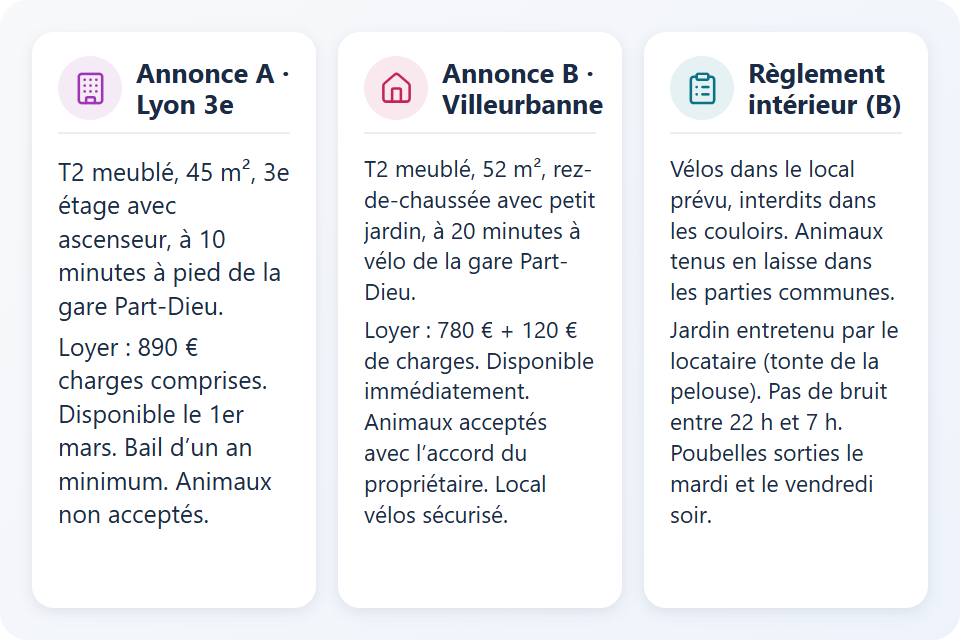 Annonce A ·
Lyon 3e
T2 meublé, 45 m², 3e
étage avec
ascenseur, à 10
minutes à pied de la
gare Part-Dieu.
Loyer : 890 €
charges comprises.
Disponible le 1er
mars. Bail d’un an
minimum. Animaux
non acceptés.
Annonce B ·
Villeurbanne
T2 meublé, 52 m², rez-
de-chaussée avec petit
jardin, à 20 minutes à
vélo de la gare Part-
Dieu.
Loyer : 780 € + 120 €
de charges. Disponible
immédiatement.
Animaux acceptés
avec l’accord du
propriétaire. Local
vélos sécurisé.
Règlement
intérieur (B)
Vélos dans le local
prévu, interdits dans
les couloirs. Animaux
tenus en laisse dans
les parties communes.
Jardin entretenu par le
locataire (tonte de la
pelouse). Pas de bruit
entre 22 h et 7 h.
Poubelles sorties le
mardi et le vendredi
soir.